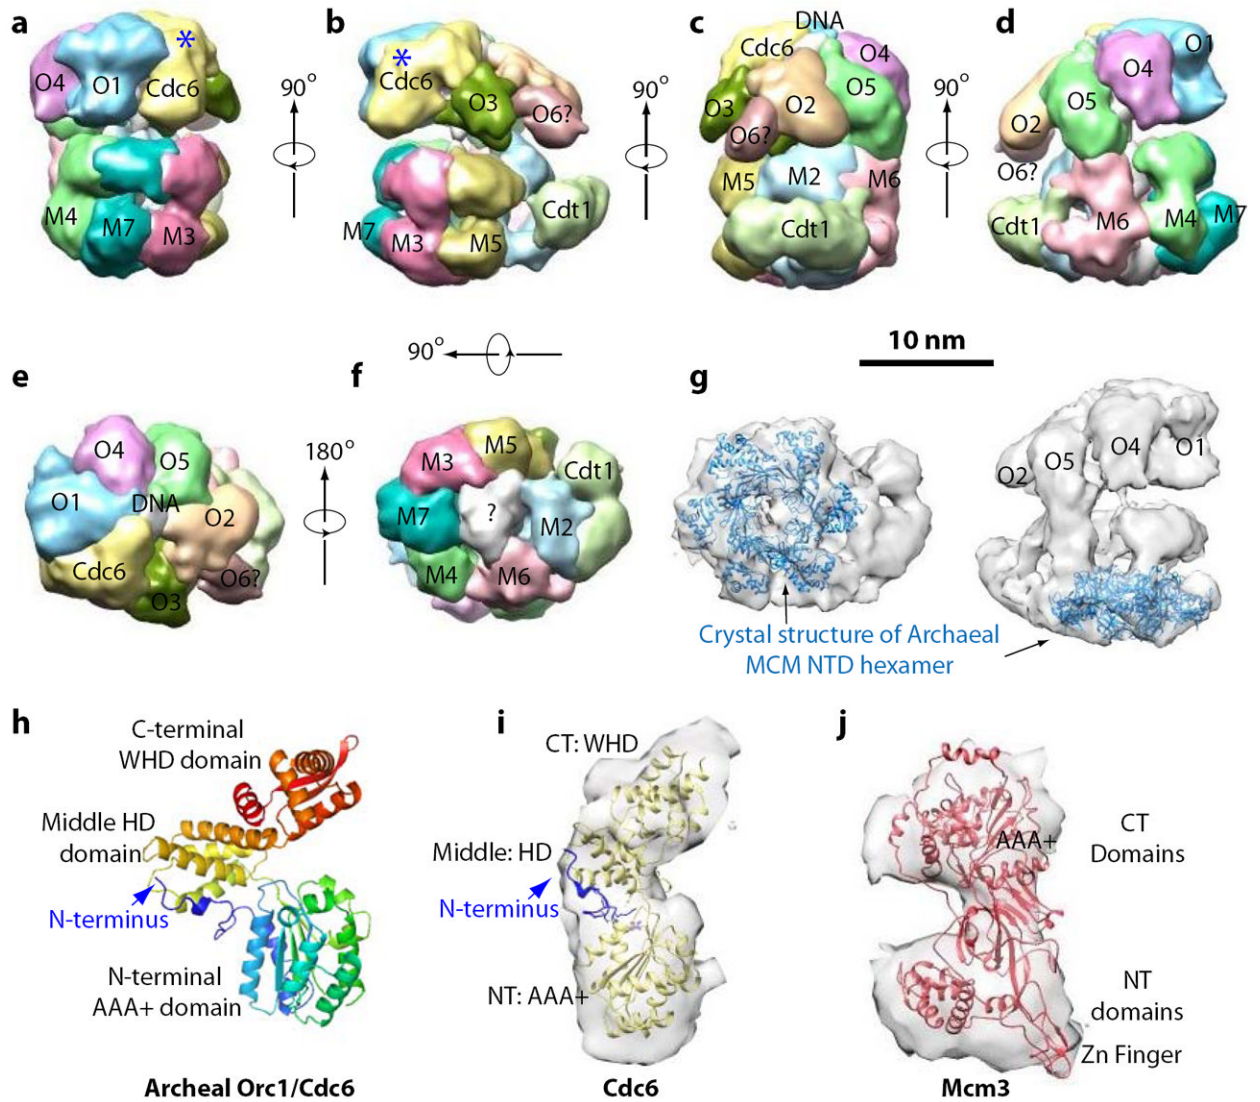 a
*
O4
O1
Cdc6
M4
M7
M3
90°
b
*
Cdc6
O3
O6?
M7
M3
M5
Cdt1
90°
c
DNA
Cdc6
O4
O3
O6?
O2
O5
M5
M2
M6
Cdt1
90°
d
O1
O4
O5
O2
O6?
Cdt1
M6
M4
M7
90°
10 nm
e
O4
O5
O1
DNA
O2
Cdc6
O3
O6?
180°
f
M5
M3
Cdt1
M7
?
M2
M4
M6
g
O2
O5
O4
O1
Crystal structure of Archaeal
MCM NTD hexamer
h
C-terminal
WHD domain
Middle HD
domain
N-terminus
N-terminal
AAA+ domain
Archeal Orc1/Cdc6
i
CT: WHD
Middle: HD
N-terminus
NT: AAA+
Cdc6
j
AAA+
CT
Domains
NT
domains
Zn Finger
Mcm3